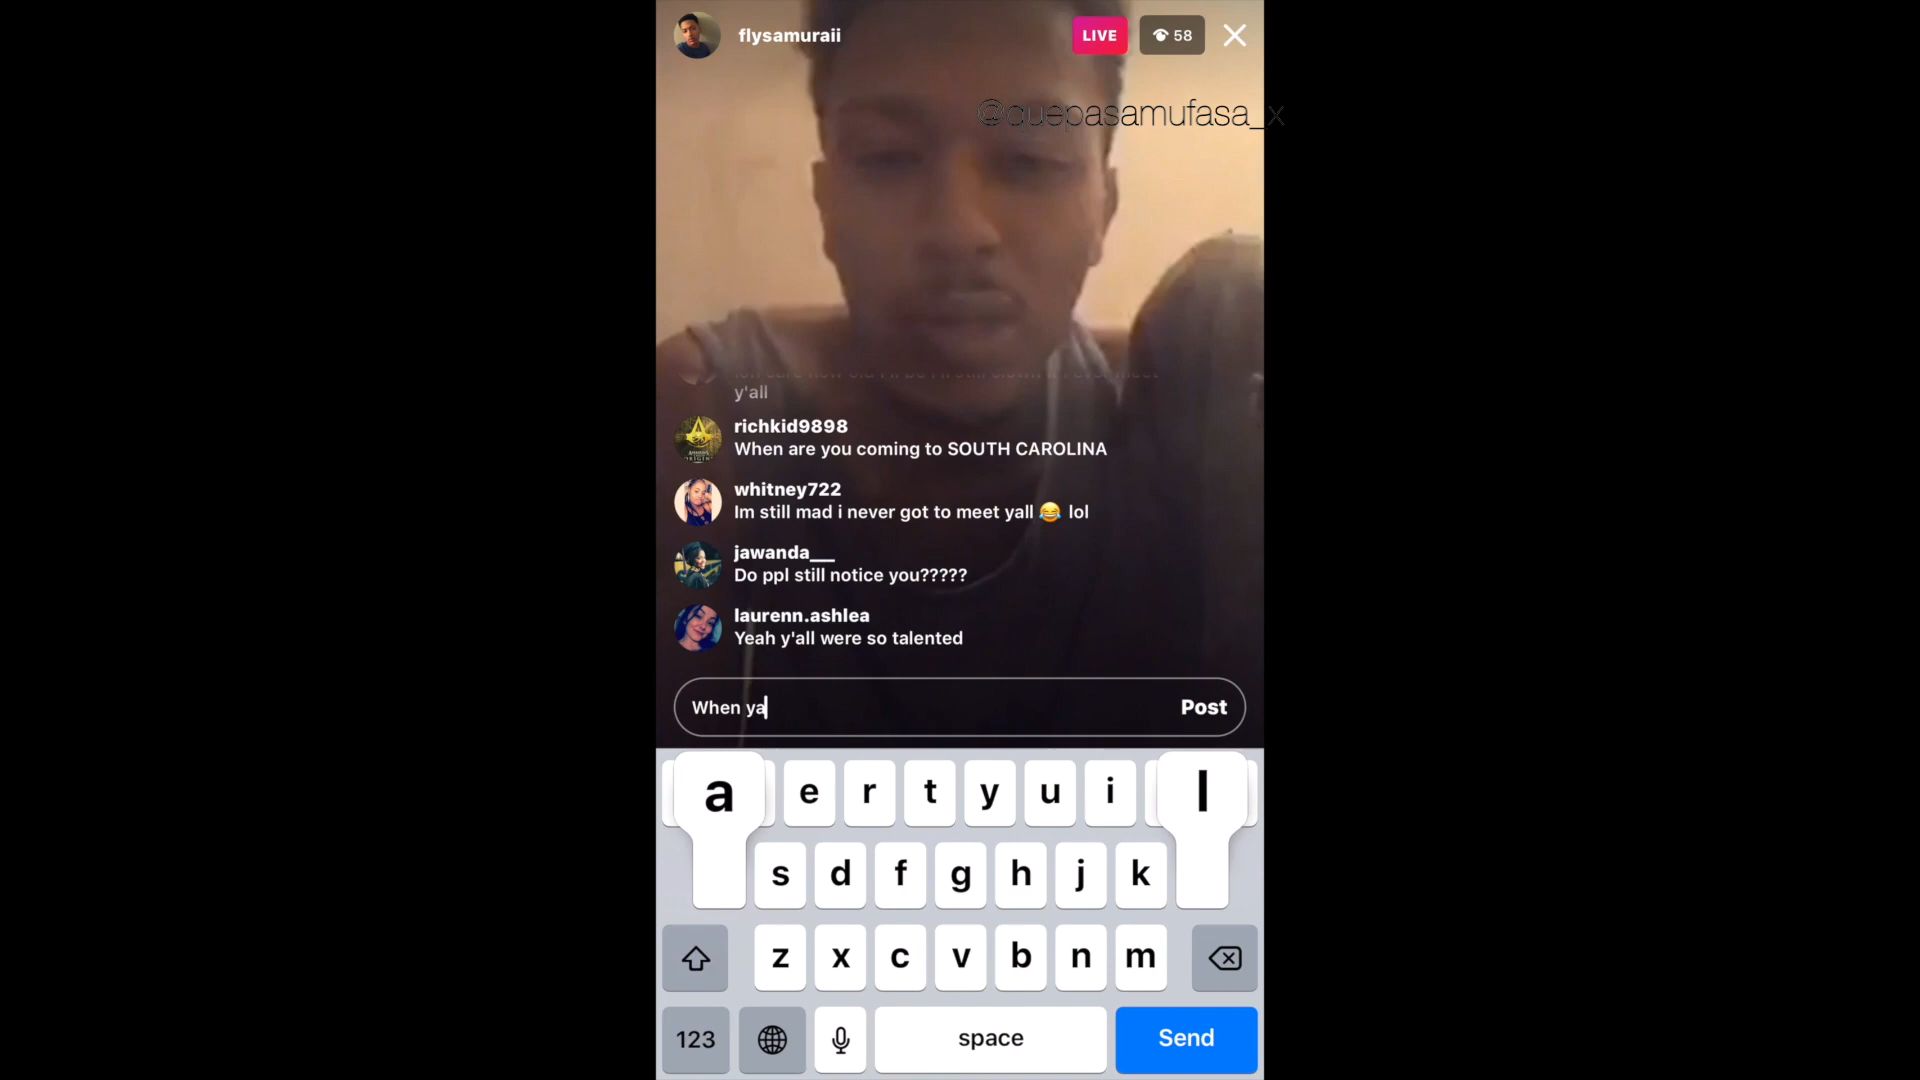 flysamuraii
LIVE
58
@quepasamufasa_x
y'all
richkid9898
When are you coming to SOUTH CAROLINA
whitney722
Im still mad i never got to meet yall 😂 lol
jawanda___
Do ppl still notice you?????
laurenn.ashlea
Yeah y'all were so talented
When ya
Post
a e r t y u i l
s d f g h j k
z x c v b n m
123
space
Send